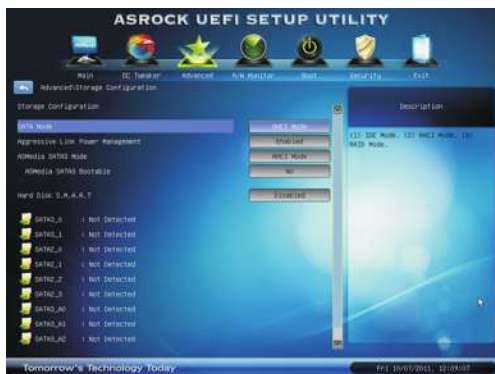 ASROCK UEFI SETUP UTILITY
Main OC Tweaker Advanced H/W Monitor Boot Security Exit
Advanced\Storage Configuration
Storage Configuration
Description
SATA Mode AHCI Mode
(1) IDE Mode. (2) AHCI Mode. (3)
RAID Mode.
Aggressive Link Power Management Enabled
ASMedia SATA3 Mode AHCI Mode
ASMedia SATA3 Bootable No
Hard Disk S.M.A.R.T Disabled
SATA3_0 : Not Detected
SATA3_1 : Not Detected
SATA2_0 : Not Detected
SATA2_1 : Not Detected
SATA2_2 : Not Detected
SATA2_3 : Not Detected
SATA3_A0 : Not Detected
SATA3_A1 : Not Detected
SATA3_A2 : Not Detected
Tomorrow's Technology Today
Fri 10/07/2011,